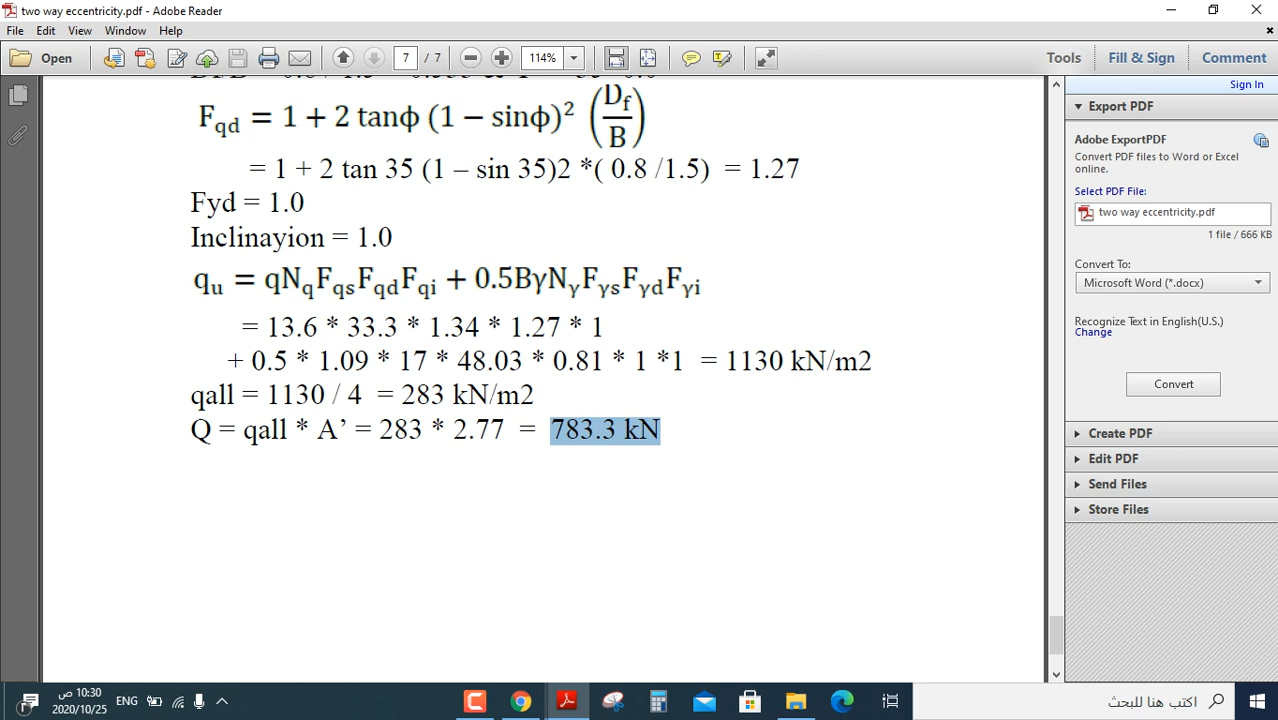 two way eccentricity.pdf - Adobe Reader
File Edit View Window Help
Open 7 / 7 114% Tools Fill & Sign Comment
Sign In
F_qd = 1 + 2 tanϕ (1 − sinϕ)² (D_f/B)
= 1 + 2 tan 35 (1 – sin 35)2 *( 0.8 /1.5) = 1.27
Fyd = 1.0
Inclinayion = 1.0
q_u = qN_qF_qsF_qdF_qi + 0.5BγN_γF_γsF_γdF_γi
= 13.6 * 33.3 * 1.34 * 1.27 * 1
+ 0.5 * 1.09 * 17 * 48.03 * 0.81 * 1 *1 = 1130 kN/m2
qall = 1130 / 4 = 283 kN/m2
Q = qall * A’ = 283 * 2.77 = 783.3 kN
Export PDF
Adobe ExportPDF
Convert PDF files to Word or Excel
online.
Select PDF File:
two way eccentricity.pdf
1 file / 666 KB
Convert To:
Microsoft Word (*.docx)
Recognize Text in English(U.S.)
Change
Convert
Create PDF
Edit PDF
Send Files
Store Files
10:30 ص
2020/10/25
ENG
اكتب هنا للبحث